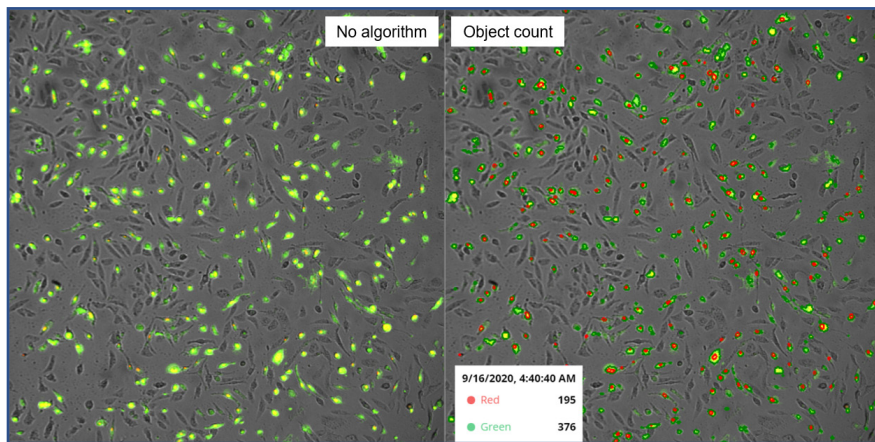 No algorithm
Object count
9/16/2020, 4:40:40 AM
Red 195
Green 376